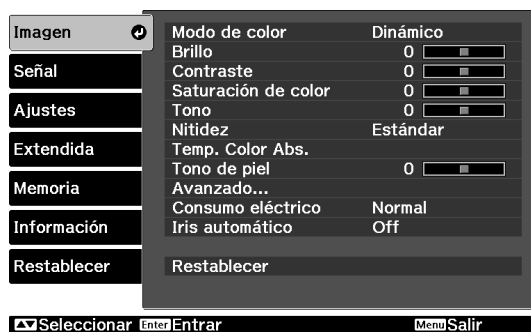 Imagen
Señal
Ajustes
Extendida
Memoria
Información
Restablecer
Modo de color Dinámico
Brillo 0
Contraste 0
Saturación de color 0
Tono 0
Nitidez Estándar
Temp. Color Abs.
Tono de piel 0
Avanzado...
Consumo eléctrico Normal
Iris automático Off
Restablecer
Seleccionar Enter Entrar Menu Salir